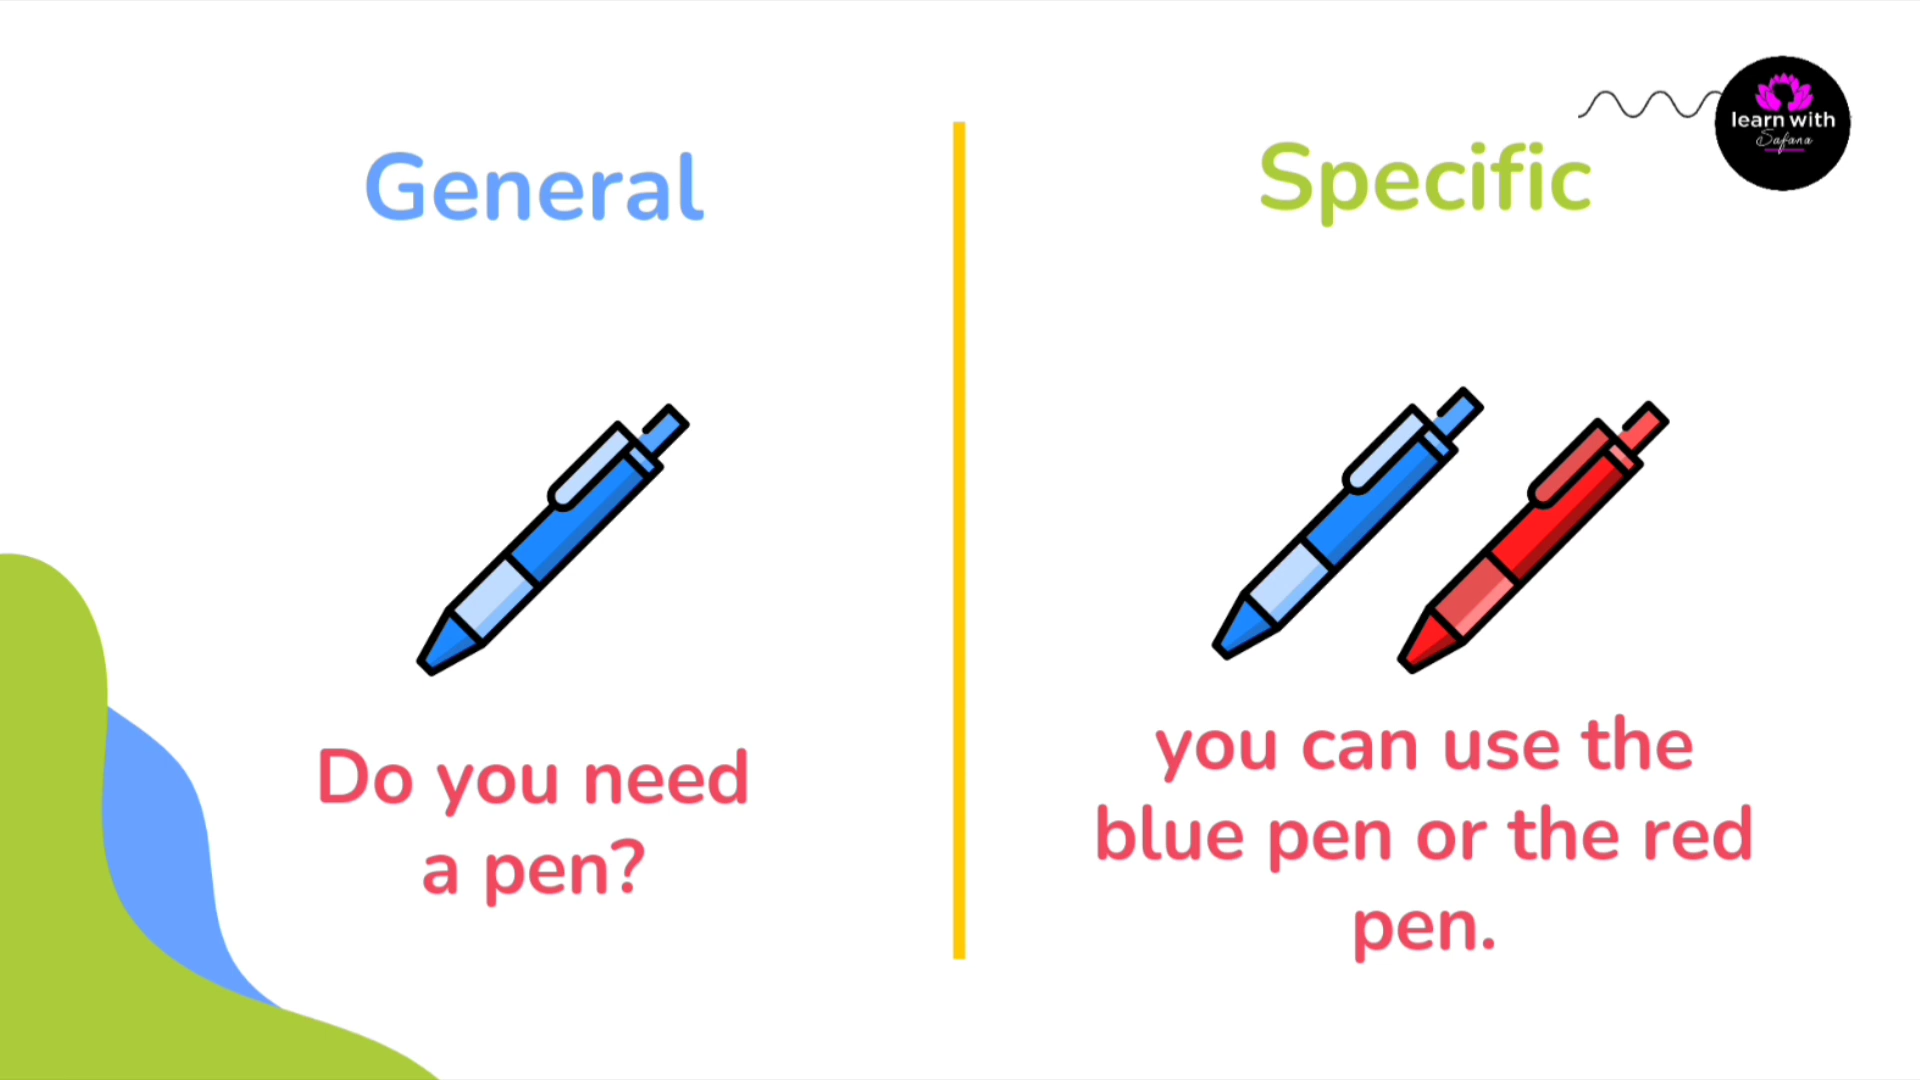 General
Do you need
a pen?
Specific
you can use the
blue pen or the red
pen.
learn with
Safana